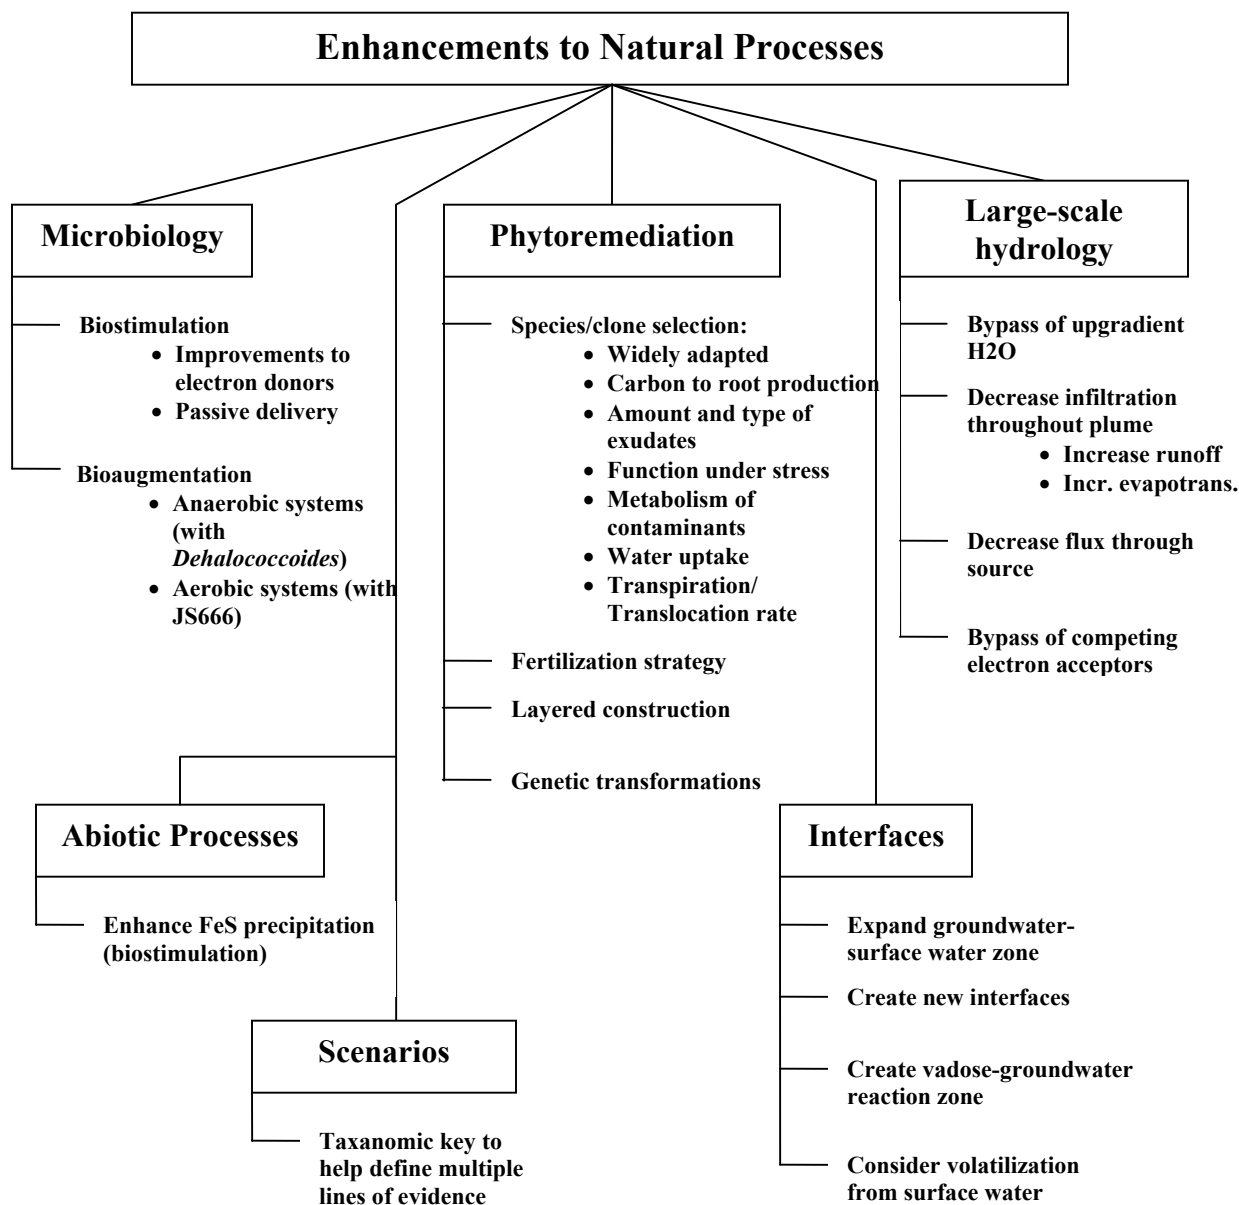 Enhancements to Natural Processes
Microbiology
Biostimulation
• Improvements to
electron donors
• Passive delivery
Bioaugmentation
• Anaerobic systems
(with
Dehalococcoides)
• Aerobic systems (with
JS666)
Abiotic Processes
Enhance FeS precipitation
(biostimulation)
Scenarios
Taxanomic key to
help define multiple
lines of evidence
Phytoremediation
Species/clone selection:
• Widely adapted
• Carbon to root production
• Amount and type of
exudates
• Function under stress
• Metabolism of
contaminants
• Water uptake
• Transpiration/
Translocation rate
Fertilization strategy
Layered construction
Genetic transformations
Interfaces
Expand groundwater-
surface water zone
Create new interfaces
Create vadose-groundwater
reaction zone
Consider volatilization
from surface water
Large-scale
hydrology
Bypass of upgradient
H2O
Decrease infiltration
throughout plume
• Increase runoff
• Incr. evapotrans.
Decrease flux through
source
Bypass of competing
electron acceptors